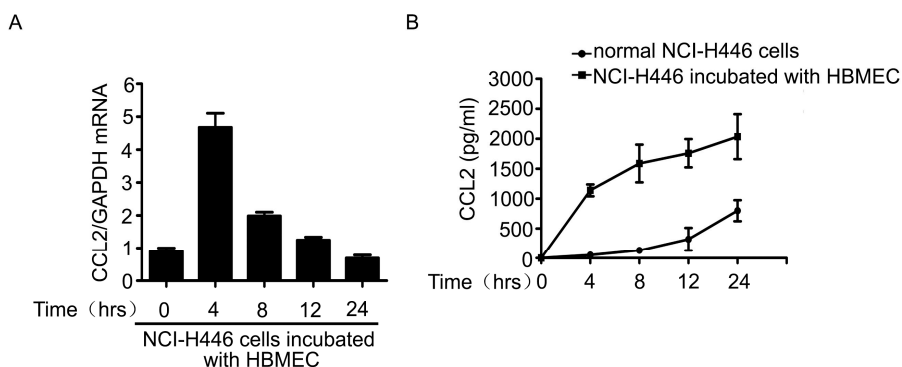 A
CCL2/GAPDH mRNA
6
5
4
3
2
1
0
Time（hrs） 0 4 8 12 24
NCI-H446 cells incubated
with HBMEC
B
normal NCI-H446 cells
NCI-H446 incubated with HBMEC
CCL2 (pg/ml)
3000
2500
2000
1500
1000
500
0
Time（hrs） 0 4 8 12 24